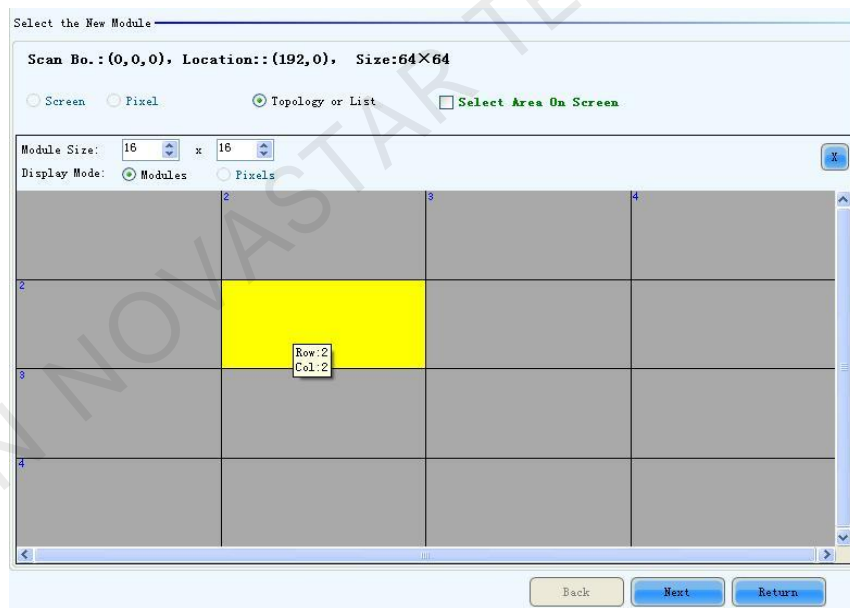 Select the New Module
Scan Bo.:(0,0,0), Location::(192,0), Size:64×64
Screen Pixel Topology or List Select Area On Screen
Module Size: 16 x 16
X
Display Mode: Modules Pixels
2 3 4
2
Row:2
Col:2
3
4
Back Next Return
NOVASTAR